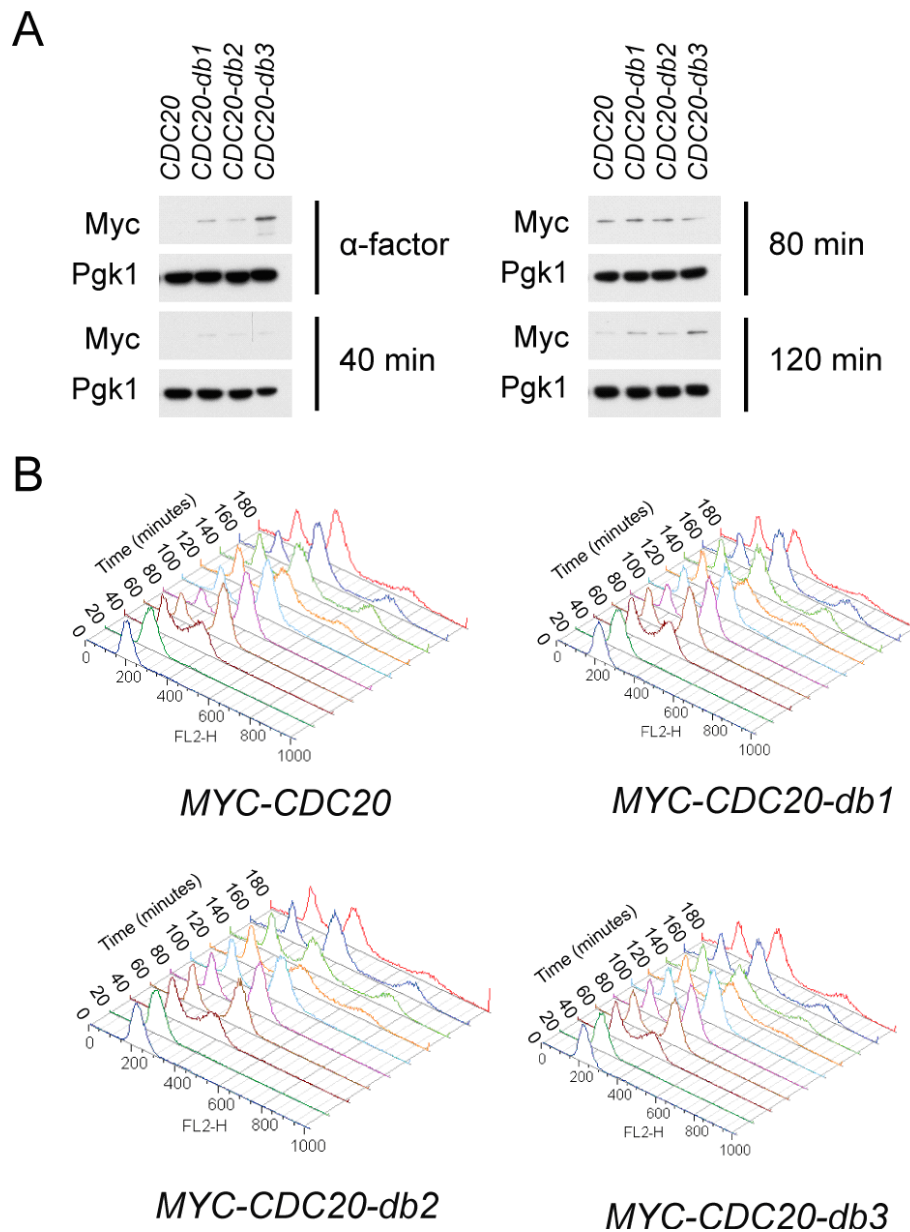 A
CDC20
CDC20-db1
CDC20-db2
CDC20-db3
Myc
Pgk1
α-factor
Myc
Pgk1
40 min
CDC20
CDC20-db1
CDC20-db2
CDC20-db3
Myc
Pgk1
80 min
Myc
Pgk1
120 min
B
Time (minutes)
0 20 40 60 80 100 120 140 160 180
0 200 400 600 800 1000
FL2-H
MYC-CDC20
Time (minutes)
0 20 40 60 80 100 120 140 160 180
0 200 400 600 800 1000
FL2-H
MYC-CDC20-db1
Time (minutes)
0 20 40 60 80 100 120 140 160 180
0 200 400 600 800 1000
FL2-H
MYC-CDC20-db2
Time (minutes)
0 20 40 60 80 100 120 140 160 180
0 200 400 600 800 1000
FL2-H
MYC-CDC20-db3